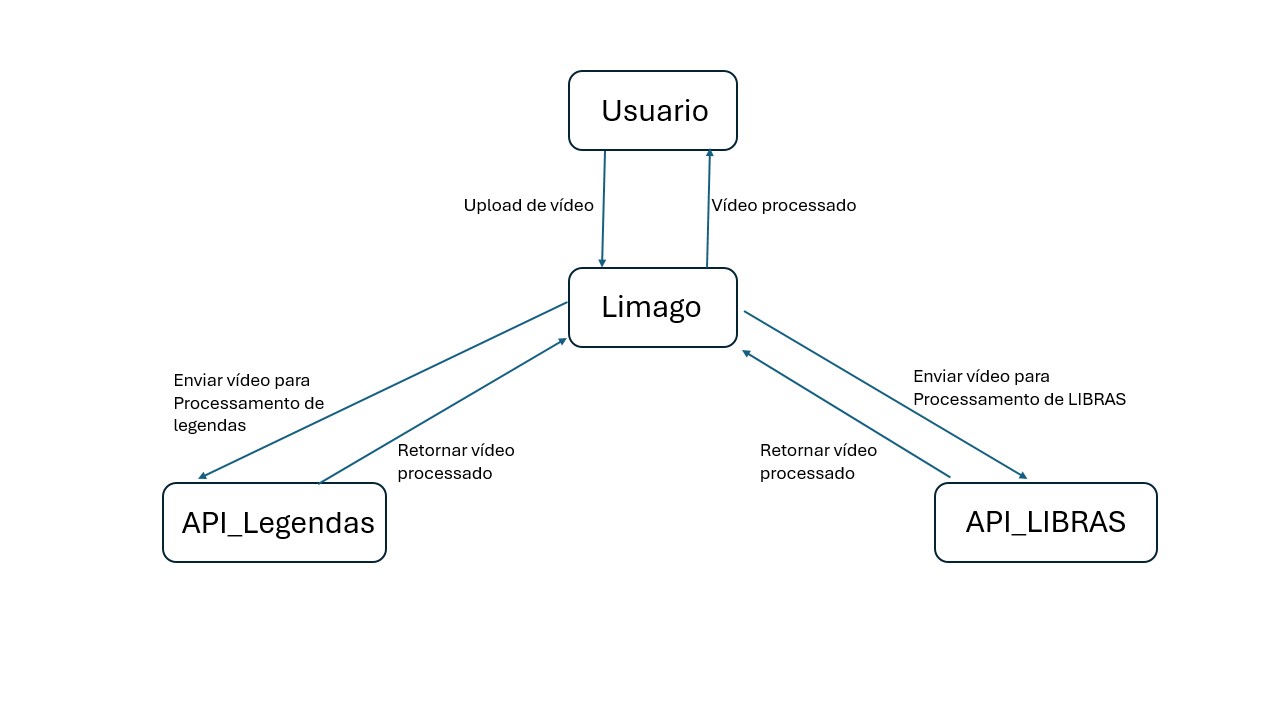 Usuario
Upload de vídeo
Vídeo processado
Limago
Enviar vídeo para
Processamento de
legendas
Enviar vídeo para
Processamento de LIBRAS
Retornar vídeo
processado
Retornar vídeo
processado
API_Legendas
API_LIBRAS